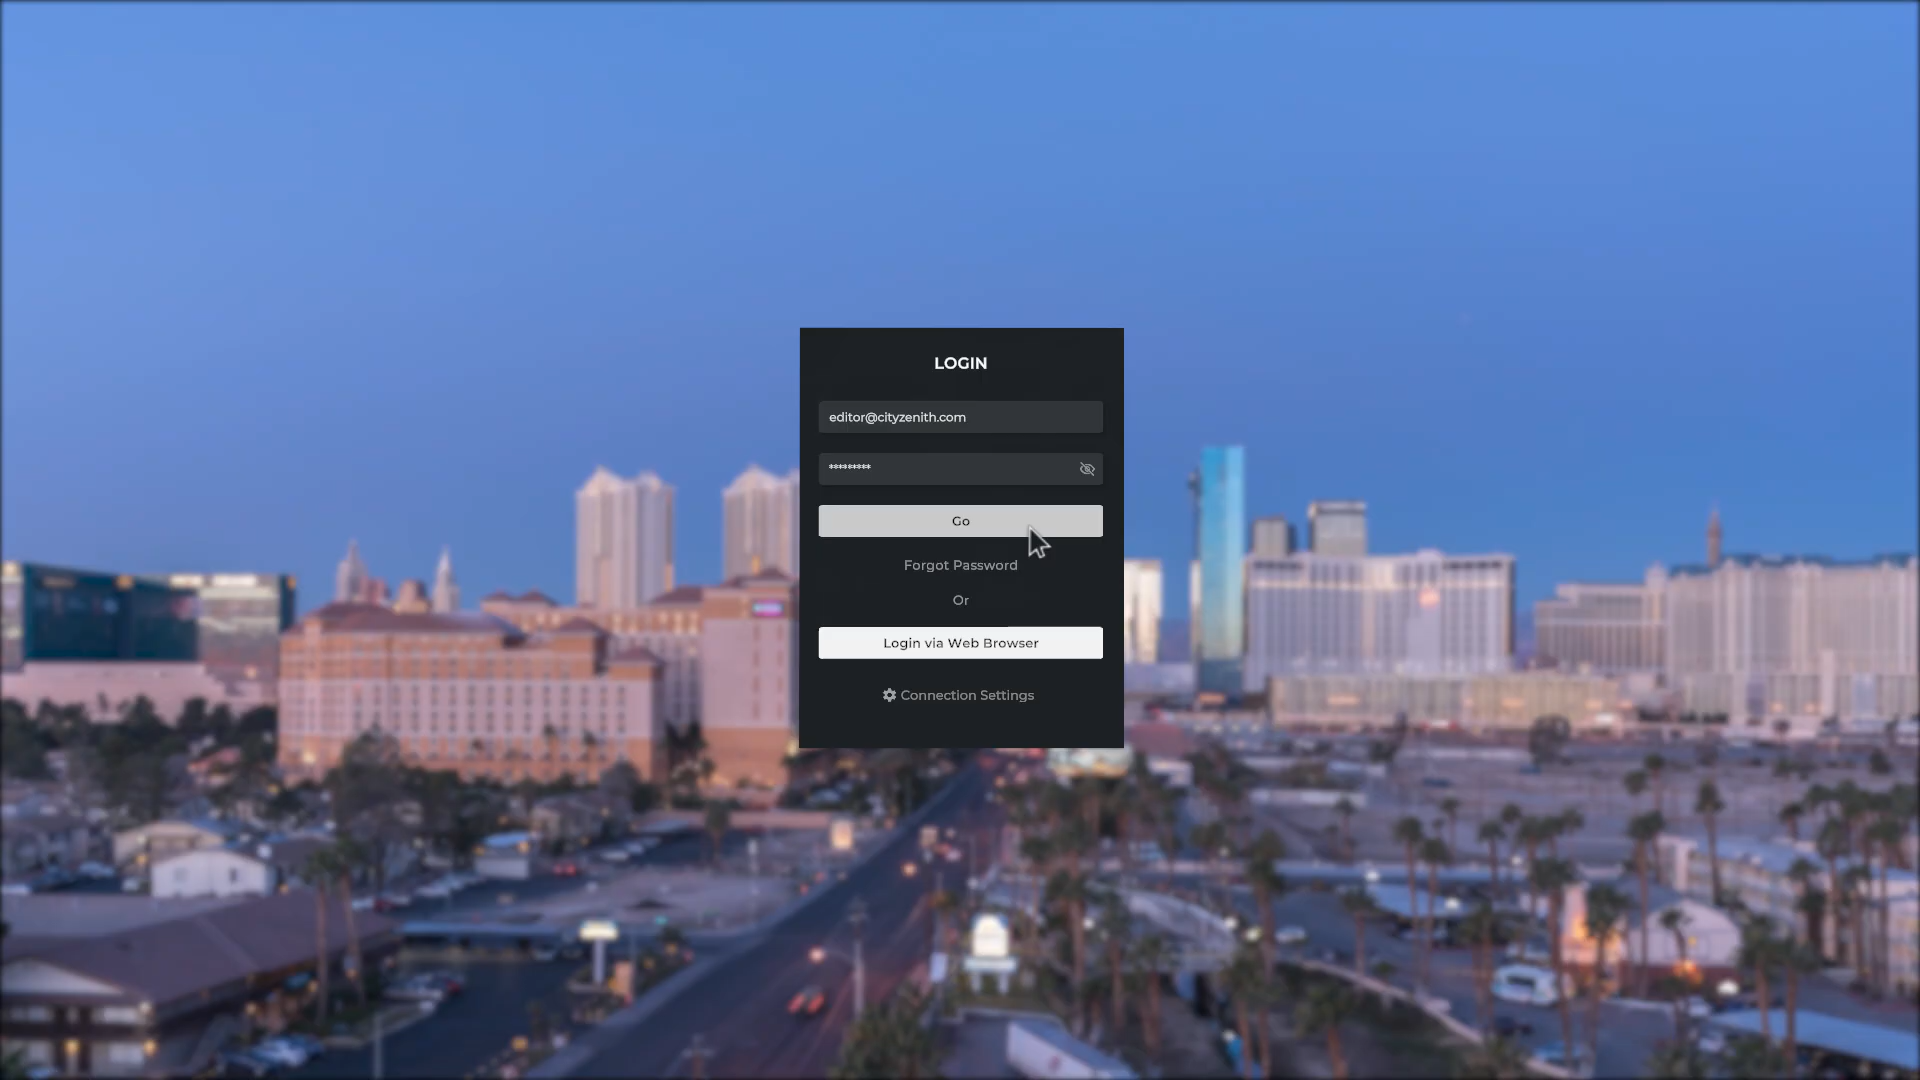 LOGIN
editor@cityzenith.com
*********
Go
Forgot Password
Or
Login via Web Browser
Connection Settings